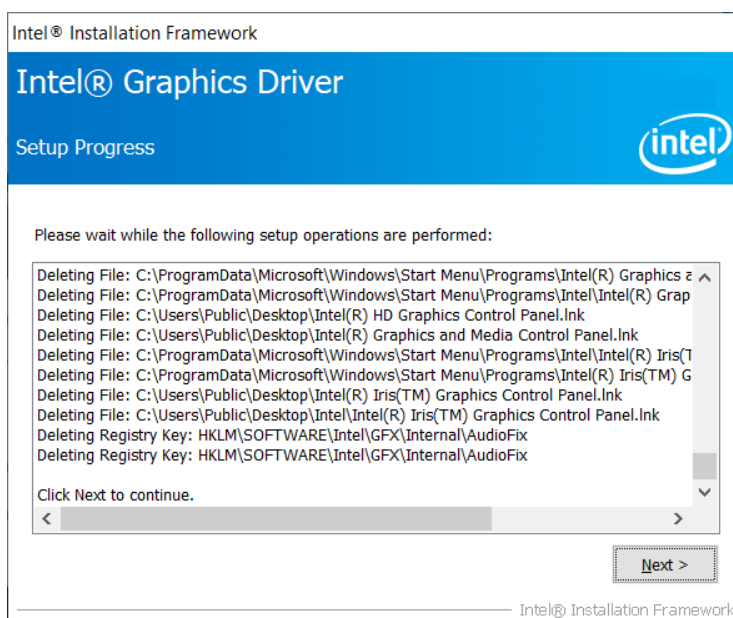 Intel® Installation Framework
Intel® Graphics Driver
Setup Progress
intel
Please wait while the following setup operations are performed:
Deleting File: C:\ProgramData\Microsoft\Windows\Start Menu\Programs\Intel(R) Graphics a
Deleting File: C:\ProgramData\Microsoft\Windows\Start Menu\Programs\Intel\Intel(R) Grap
Deleting File: C:\Users\Public\Desktop\Intel(R) HD Graphics Control Panel.lnk
Deleting File: C:\Users\Public\Desktop\Intel(R) Graphics and Media Control Panel.lnk
Deleting File: C:\ProgramData\Microsoft\Windows\Start Menu\Programs\Intel\Intel(R) Iris(T
Deleting File: C:\ProgramData\Microsoft\Windows\Start Menu\Programs\Intel(R) Iris(TM) G
Deleting File: C:\Users\Public\Desktop\Intel(R) Iris(TM) Graphics Control Panel.lnk
Deleting File: C:\Users\Public\Desktop\Intel\Intel(R) Iris(TM) Graphics Control Panel.lnk
Deleting Registry Key: HKLM\SOFTWARE\Intel\GFX\Internal\AudioFix
Deleting Registry Key: HKLM\SOFTWARE\Intel\GFX\Internal\AudioFix
Click Next to continue.
Next >
Intel® Installation Framework